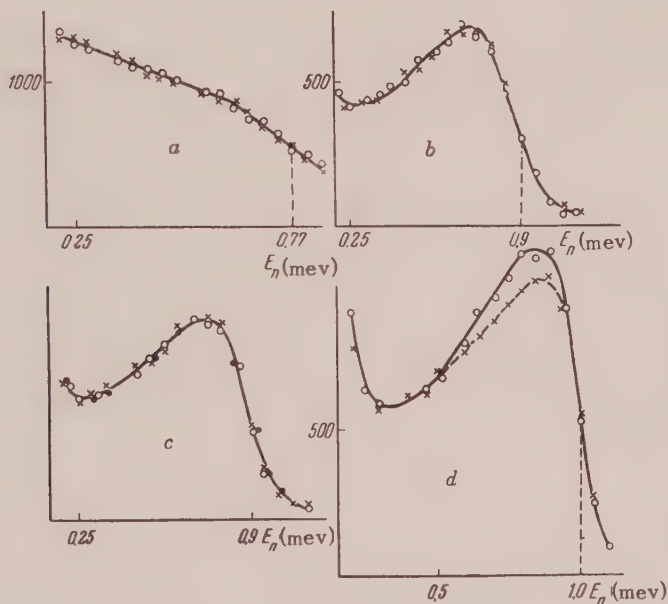 1000
a
0.25
0.77
E_n (mev)
500
b
0.25
0.9
E_n (mev)
c
0.25
0.9 E_n (mev)
500
d
0.5
1.0 E_n (mev)